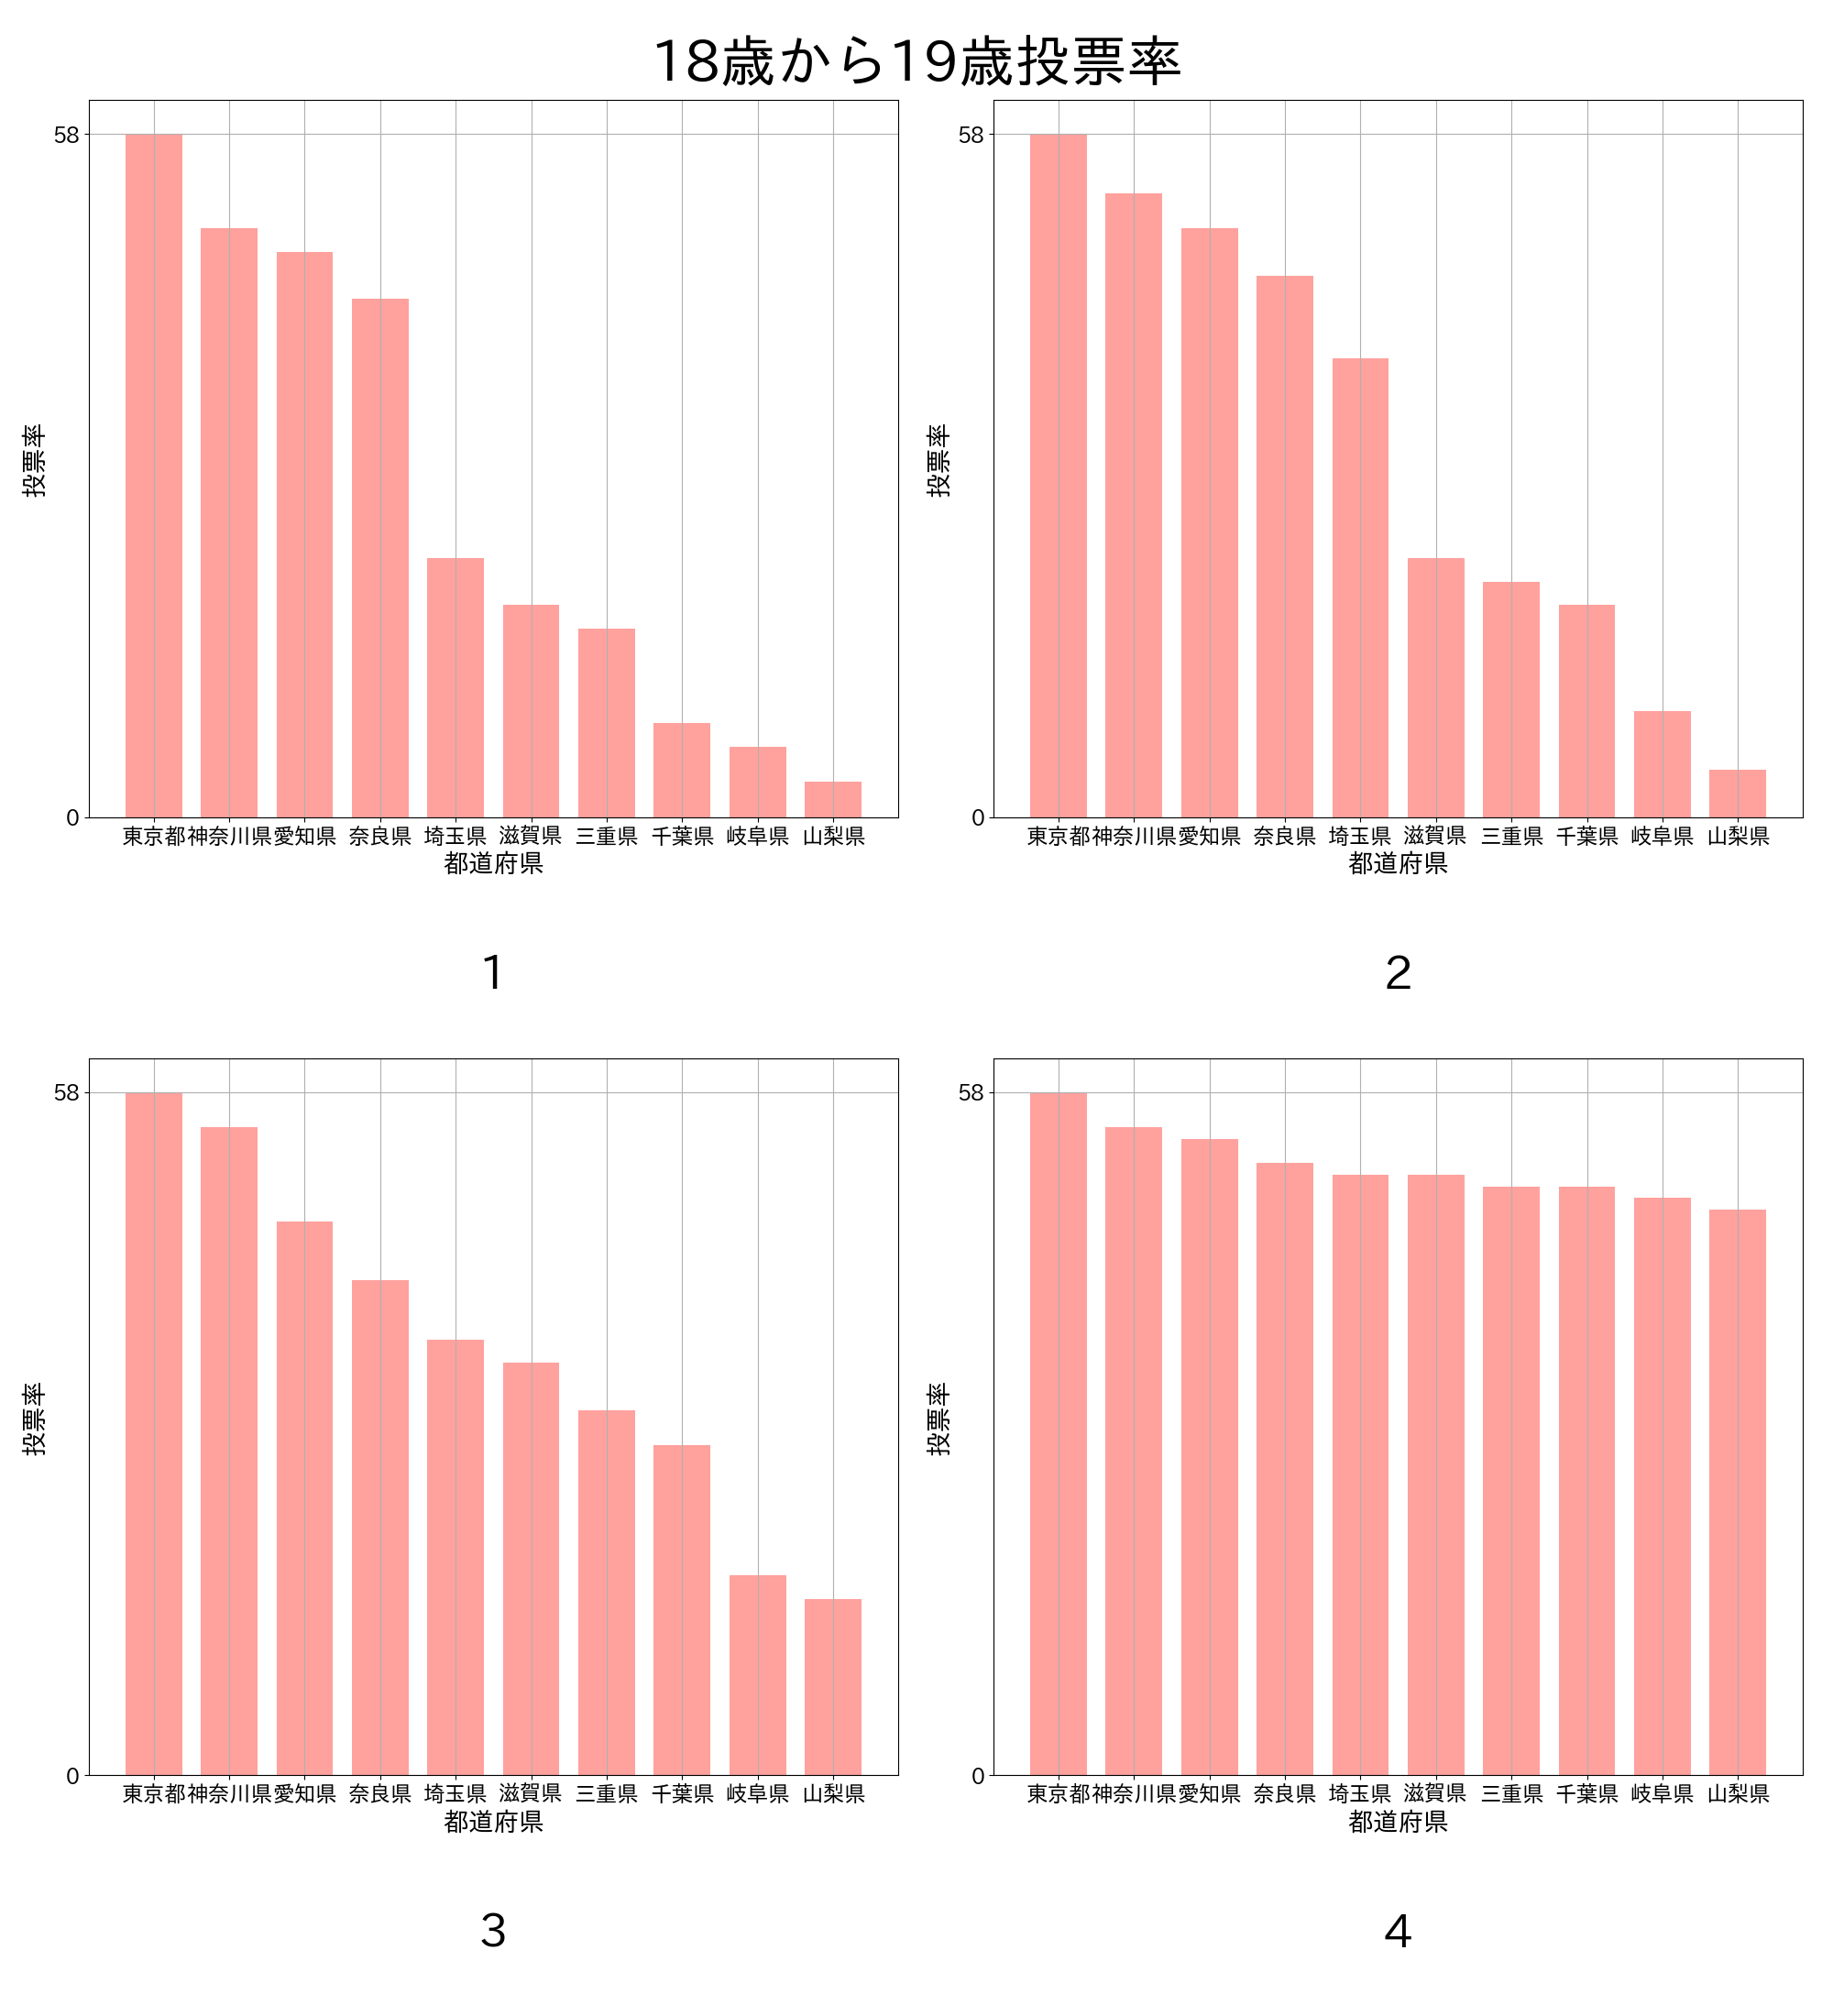 18歳から19歳投票率
58
0
投票率
東京都 神奈川県 愛知県 奈良県 埼玉県 滋賀県 三重県 千葉県 岐阜県 山梨県
都道府県
1
58
0
投票率
東京都 神奈川県 愛知県 奈良県 埼玉県 滋賀県 三重県 千葉県 岐阜県 山梨県
都道府県
2
58
0
投票率
東京都 神奈川県 愛知県 奈良県 埼玉県 滋賀県 三重県 千葉県 岐阜県 山梨県
都道府県
3
58
0
投票率
東京都 神奈川県 愛知県 奈良県 埼玉県 滋賀県 三重県 千葉県 岐阜県 山梨県
都道府県
4